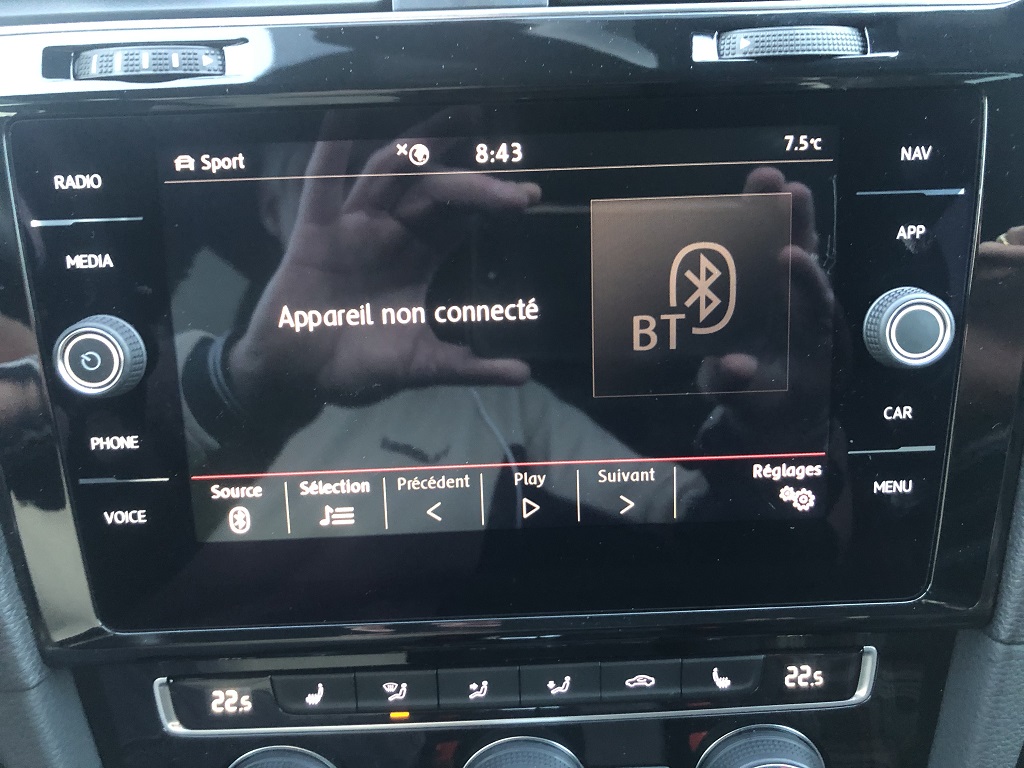 Sport 8:43 7.5°C
RADIO
MEDIA
PHONE
VOICE
Appareil non connecté
BT
NAV
APP
CAR
MENU
Source Sélection Précédent Play Suivant Réglages
22.5 22.5